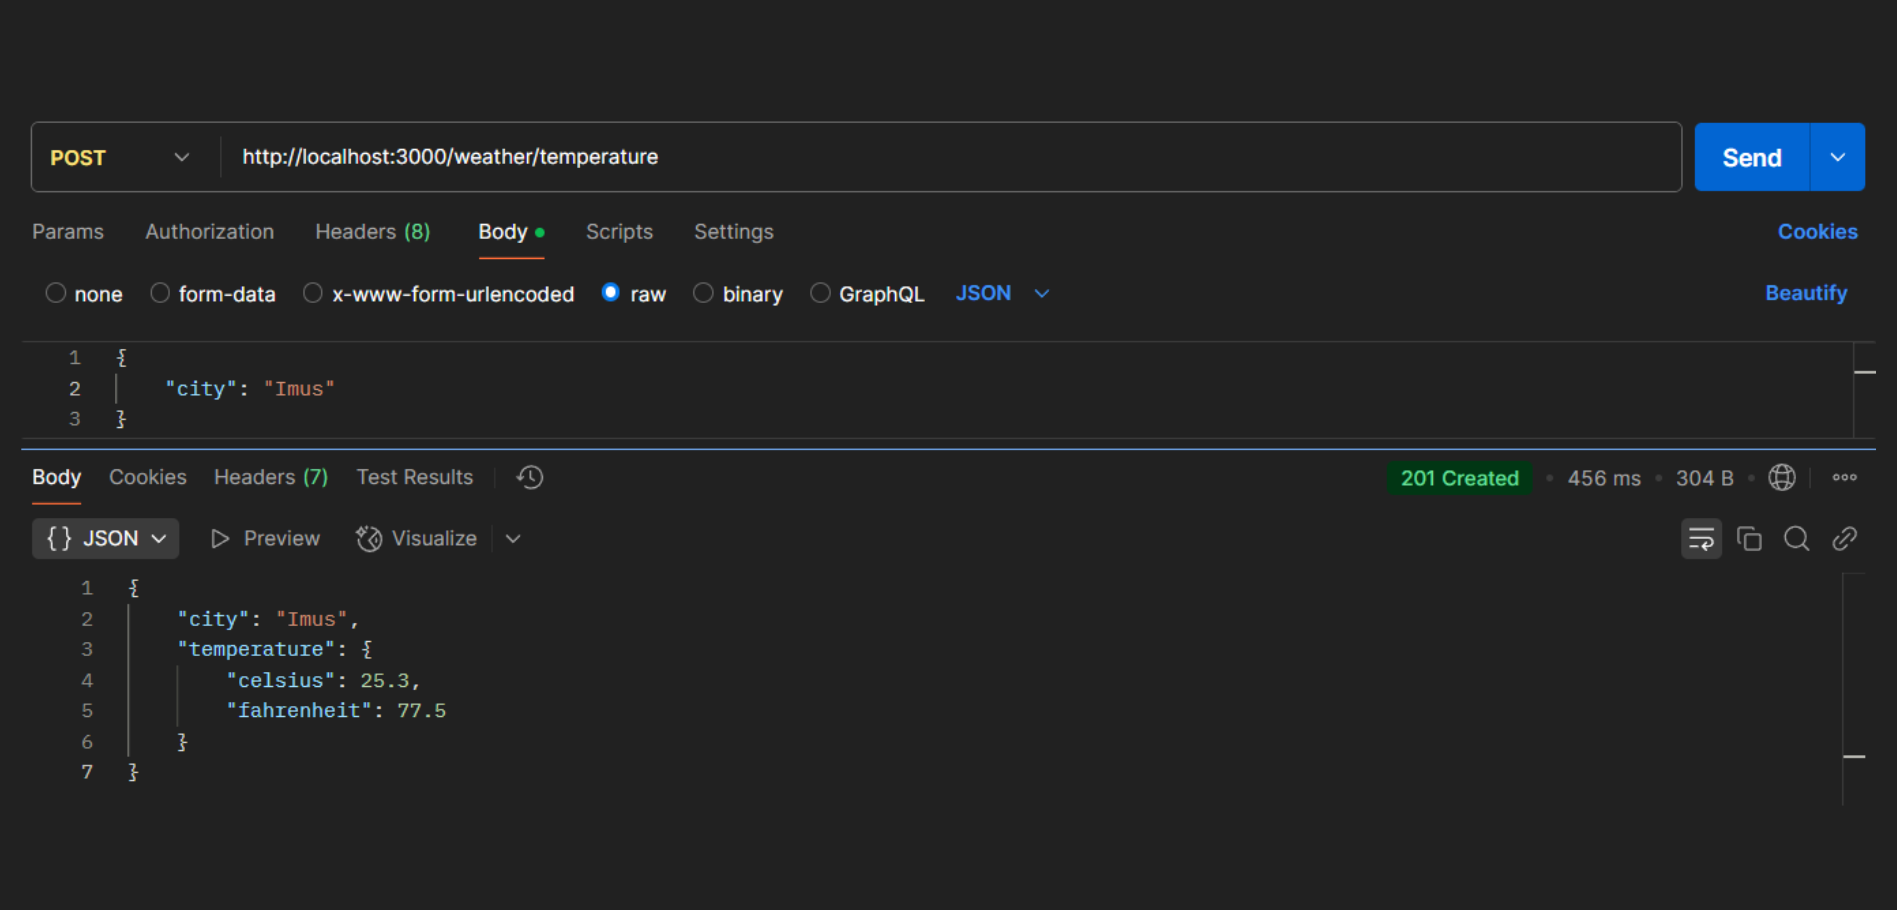 POST http://localhost:3000/weather/temperature Send
Params Authorization Headers (8) Body Scripts Settings Cookies
none form-data x-www-form-urlencoded raw binary GraphQL JSON Beautify
1 {
2 "city": "Imus"
3 }
Body Cookies Headers (7) Test Results 201 Created • 456 ms • 304 B •
{} JSON Preview Visualize
1 {
2 "city": "Imus",
3 "temperature": {
4 "celsius": 25.3,
5 "fahrenheit": 77.5
6 }
7 }